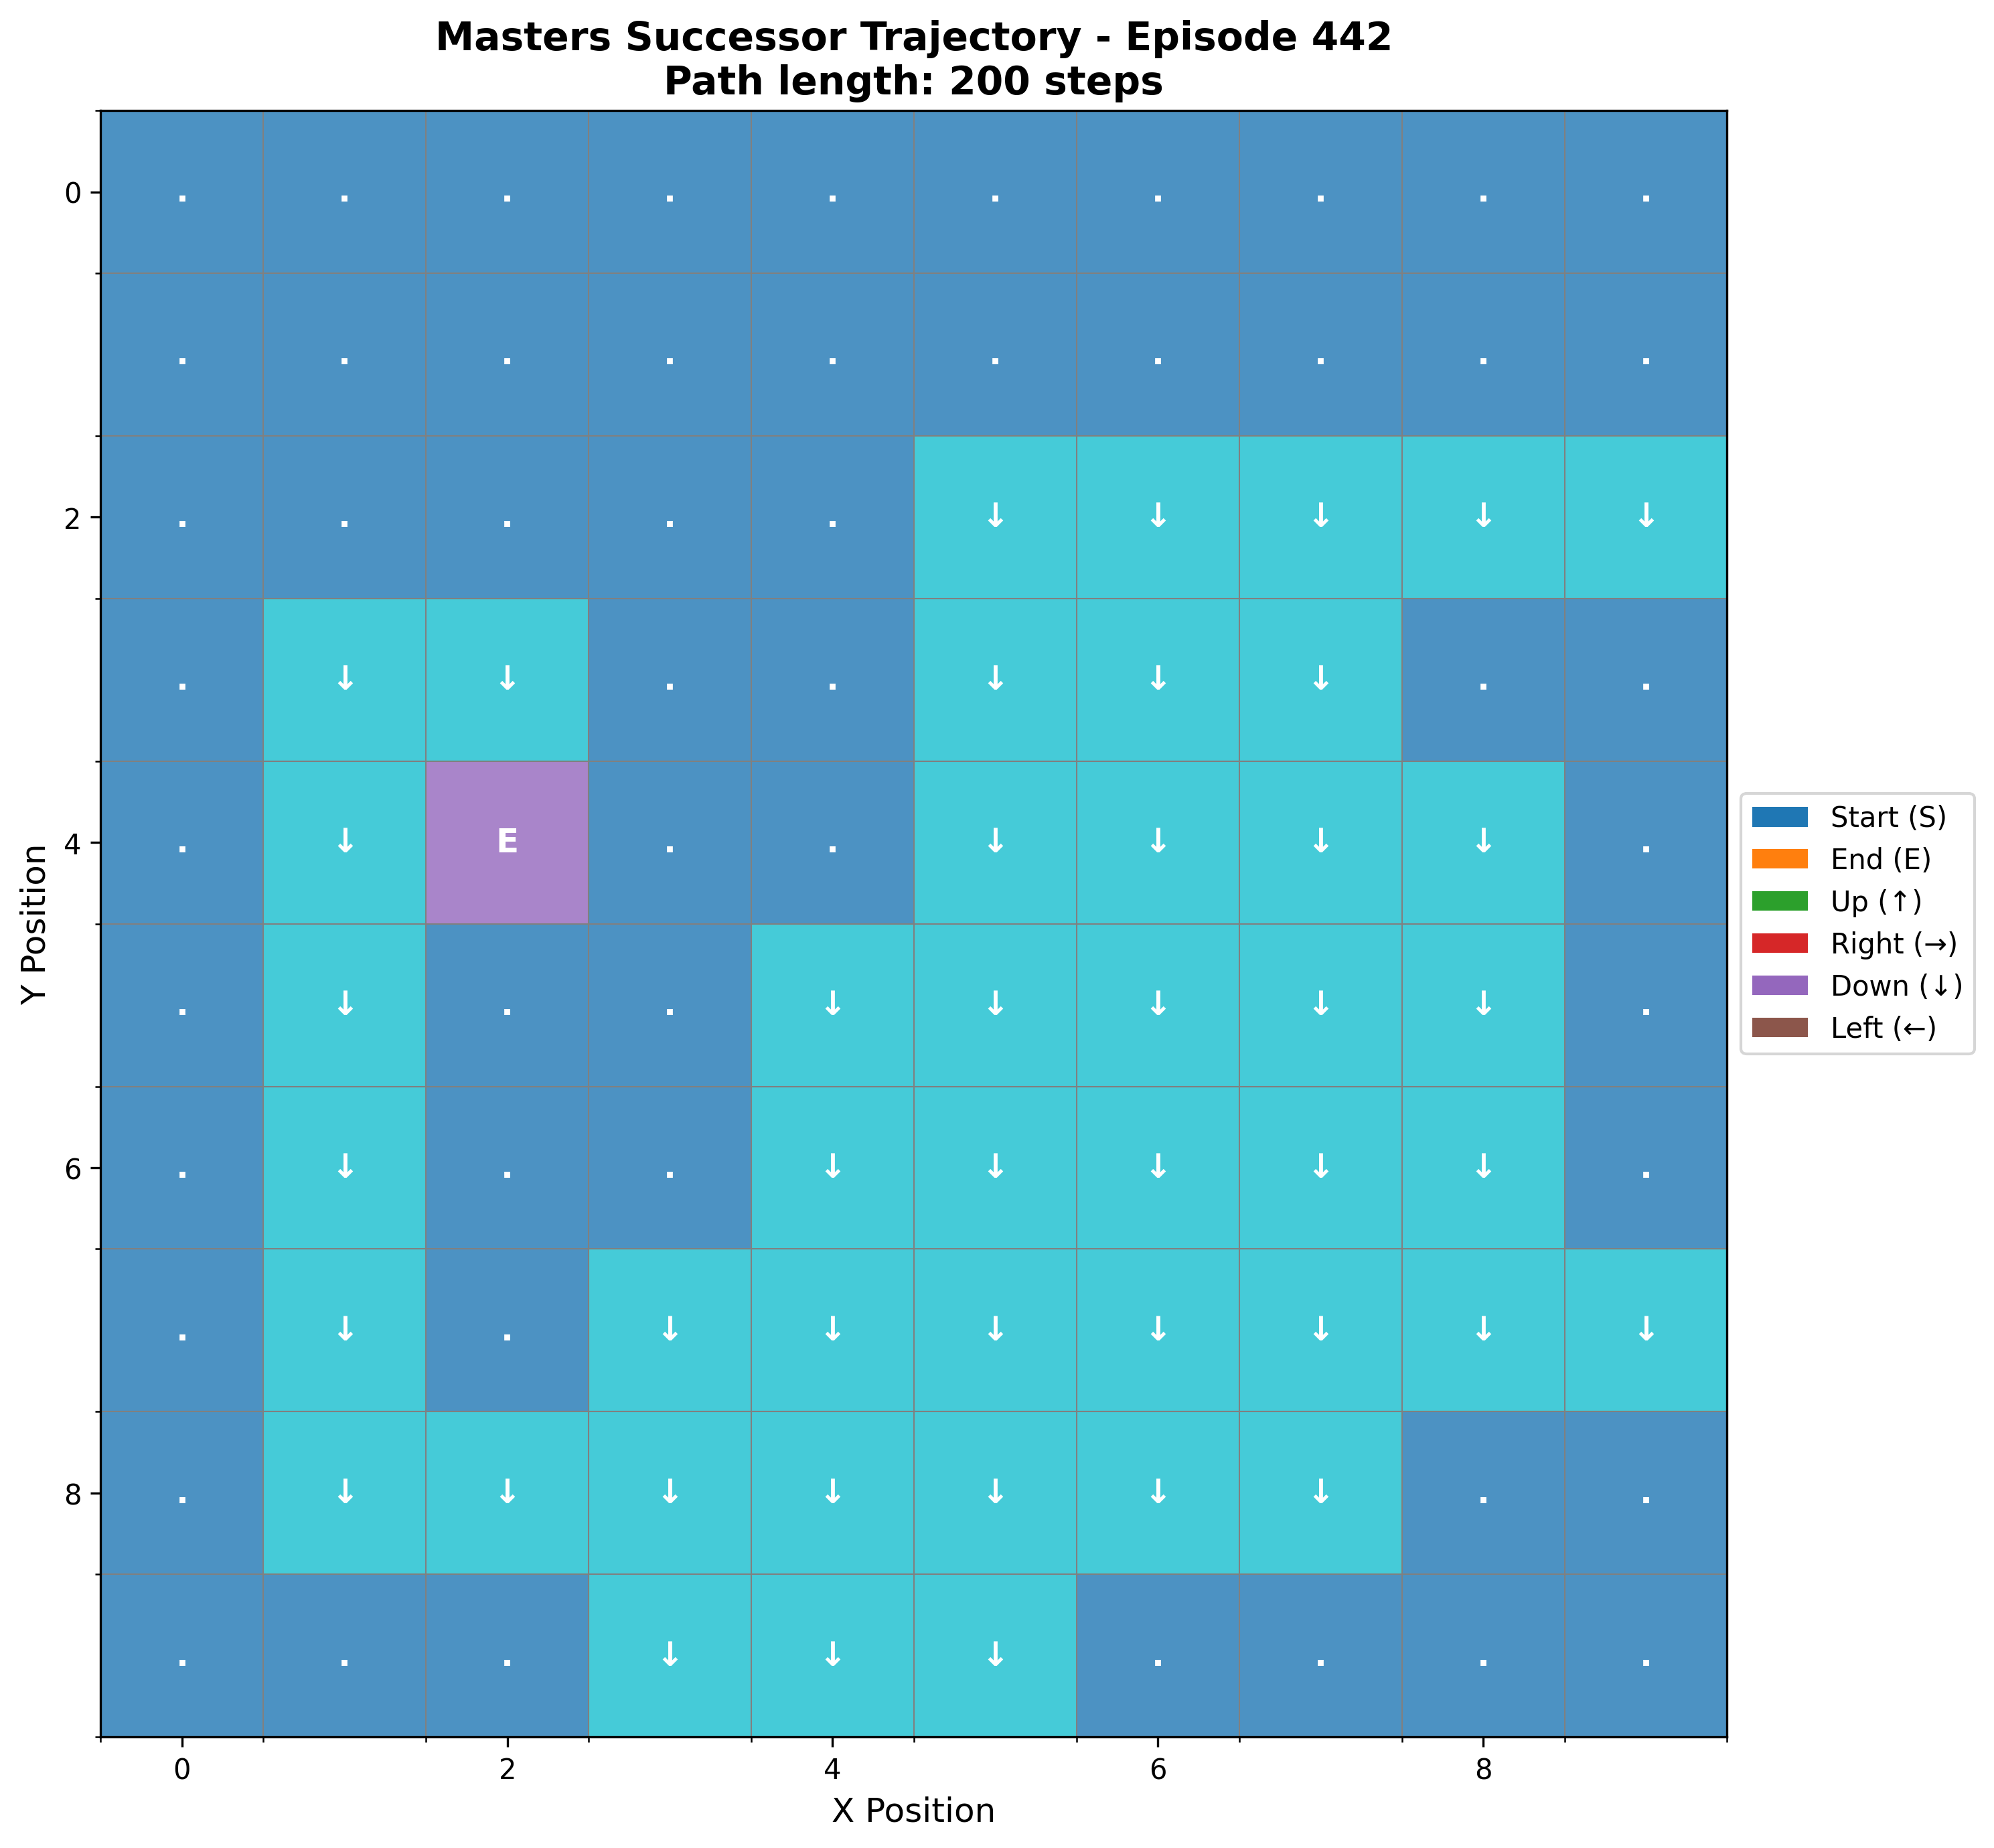 Masters Successor Trajectory - Episode 442
Path length: 200 steps
0 . . . . . . . . . .
. . . . . . . . . .
2 . . . . . ↓ ↓ ↓ ↓ ↓
. ↓ ↓ . . ↓ ↓ ↓ . .
4 . ↓ E . . ↓ ↓ ↓ ↓ .
. ↓ . . ↓ ↓ ↓ ↓ ↓ .
6 . ↓ . . ↓ ↓ ↓ ↓ ↓ .
. ↓ . ↓ ↓ ↓ ↓ ↓ ↓ ↓
8 . ↓ ↓ ↓ ↓ ↓ ↓ ↓ . .
. . . ↓ ↓ ↓ . . . .
0 2 4 6 8
X Position
Y Position
Start (S)
End (E)
Up (↑)
Right (→)
Down (↓)
Left (←)